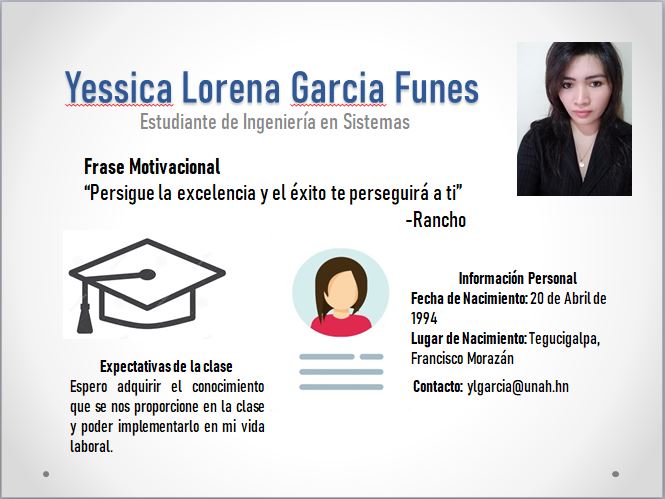 Yessica Lorena Garcia Funes
Estudiante de Ingeniería en Sistemas
Frase Motivacional
“Persigue la excelencia y el éxito te perseguirá a ti”
-Rancho
Expectativas de la clase
Espero adquirir el conocimiento
que se nos proporcione en la clase
y poder implementarlo en mi vida
laboral.
Información Personal
Fecha de Nacimiento: 20 de Abril de
1994
Lugar de Nacimiento: Tegucigalpa,
Francisco Morazán
Contacto: ylgarcia@unah.hn